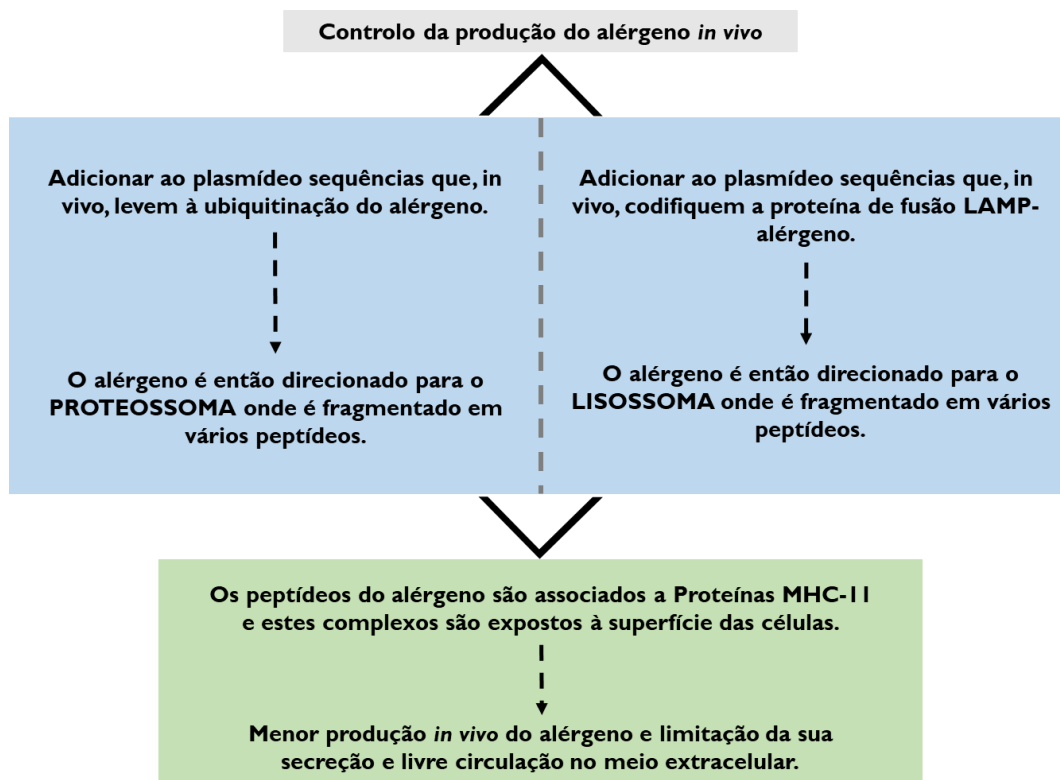 Controlo da produção do alérgeno in vivo
Adicionar ao plasmídeo sequências que, in
vivo, levem à ubiquitinação do alérgeno.
O alérgeno é então direcionado para o
PROTEOSSOMA onde é fragmentado em
vários peptídeos.
Adicionar ao plasmídeo sequências que, in
vivo, codifiquem a proteína de fusão LAMP-
alérgeno.
O alérgeno é então direcionado para o
LISOSSOMA onde é fragmentado em vários
peptídeos.
Os peptídeos do alérgeno são associados a Proteínas MHC-11
e estes complexos são expostos à superfície das células.
Menor produção in vivo do alérgeno e limitação da sua
secreção e livre circulação no meio extracelular.